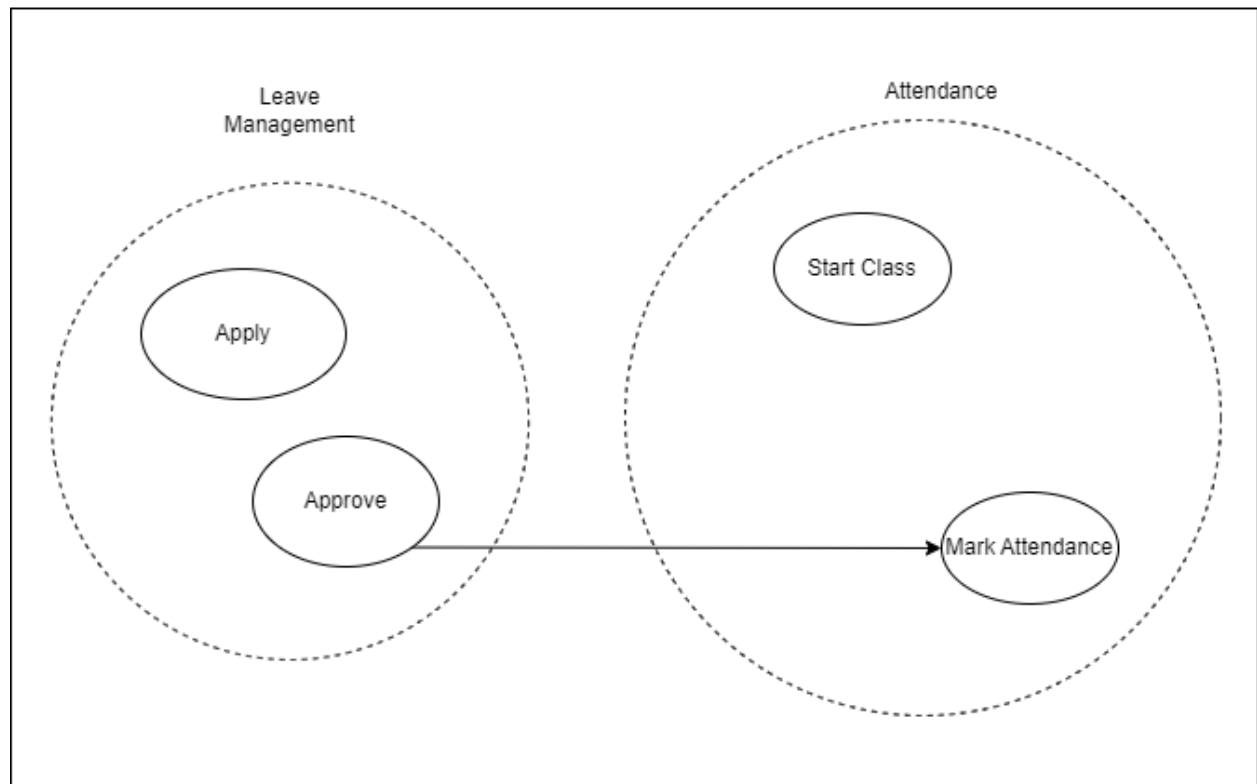 Leave
Management
Attendance
Start Class
Apply
Approve
Mark Attendance